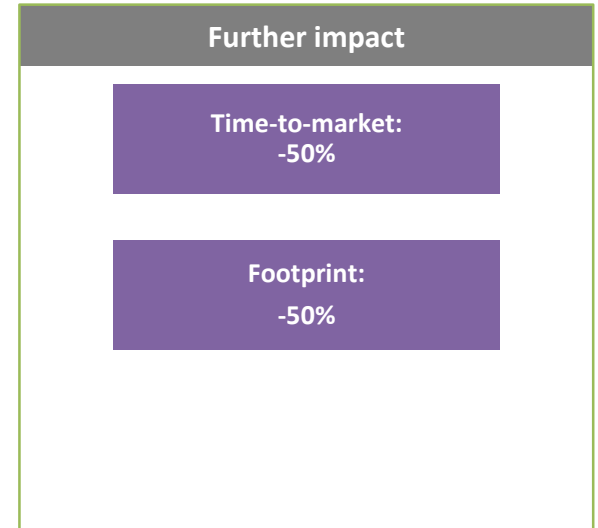 Further impact
Time-to-market:
-50%
Footprint:
-50%